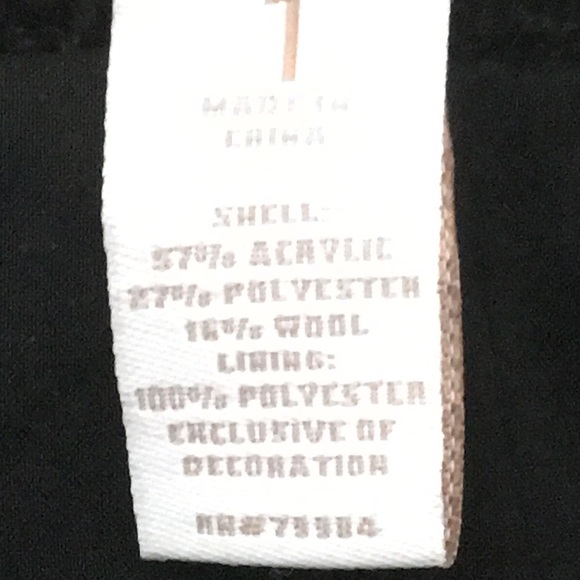 MADE IN
CHINA
SHELL:
57% ACRYLIC
27% POLYESTER
16% WOOL
LINING:
100% POLYESTER
EXCLUSIVE OF
DECORATION